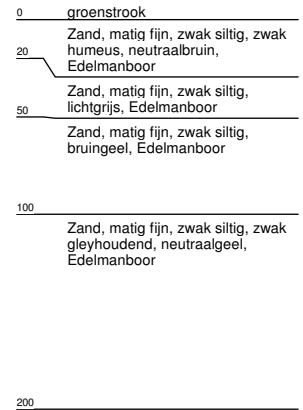 0 groenstrook
Zand, matig fijn, zwak siltig, zwak
humeus, neutraalbruin,
20
Edelmanboor
Zand, matig fijn, zwak siltig,
lichtgrijs, Edelmanboor
50
Zand, matig fijn, zwak siltig,
bruingeel, Edelmanboor
100
Zand, matig fijn, zwak siltig, zwak
gleyhoudend, neutraalgeel,
Edelmanboor
200